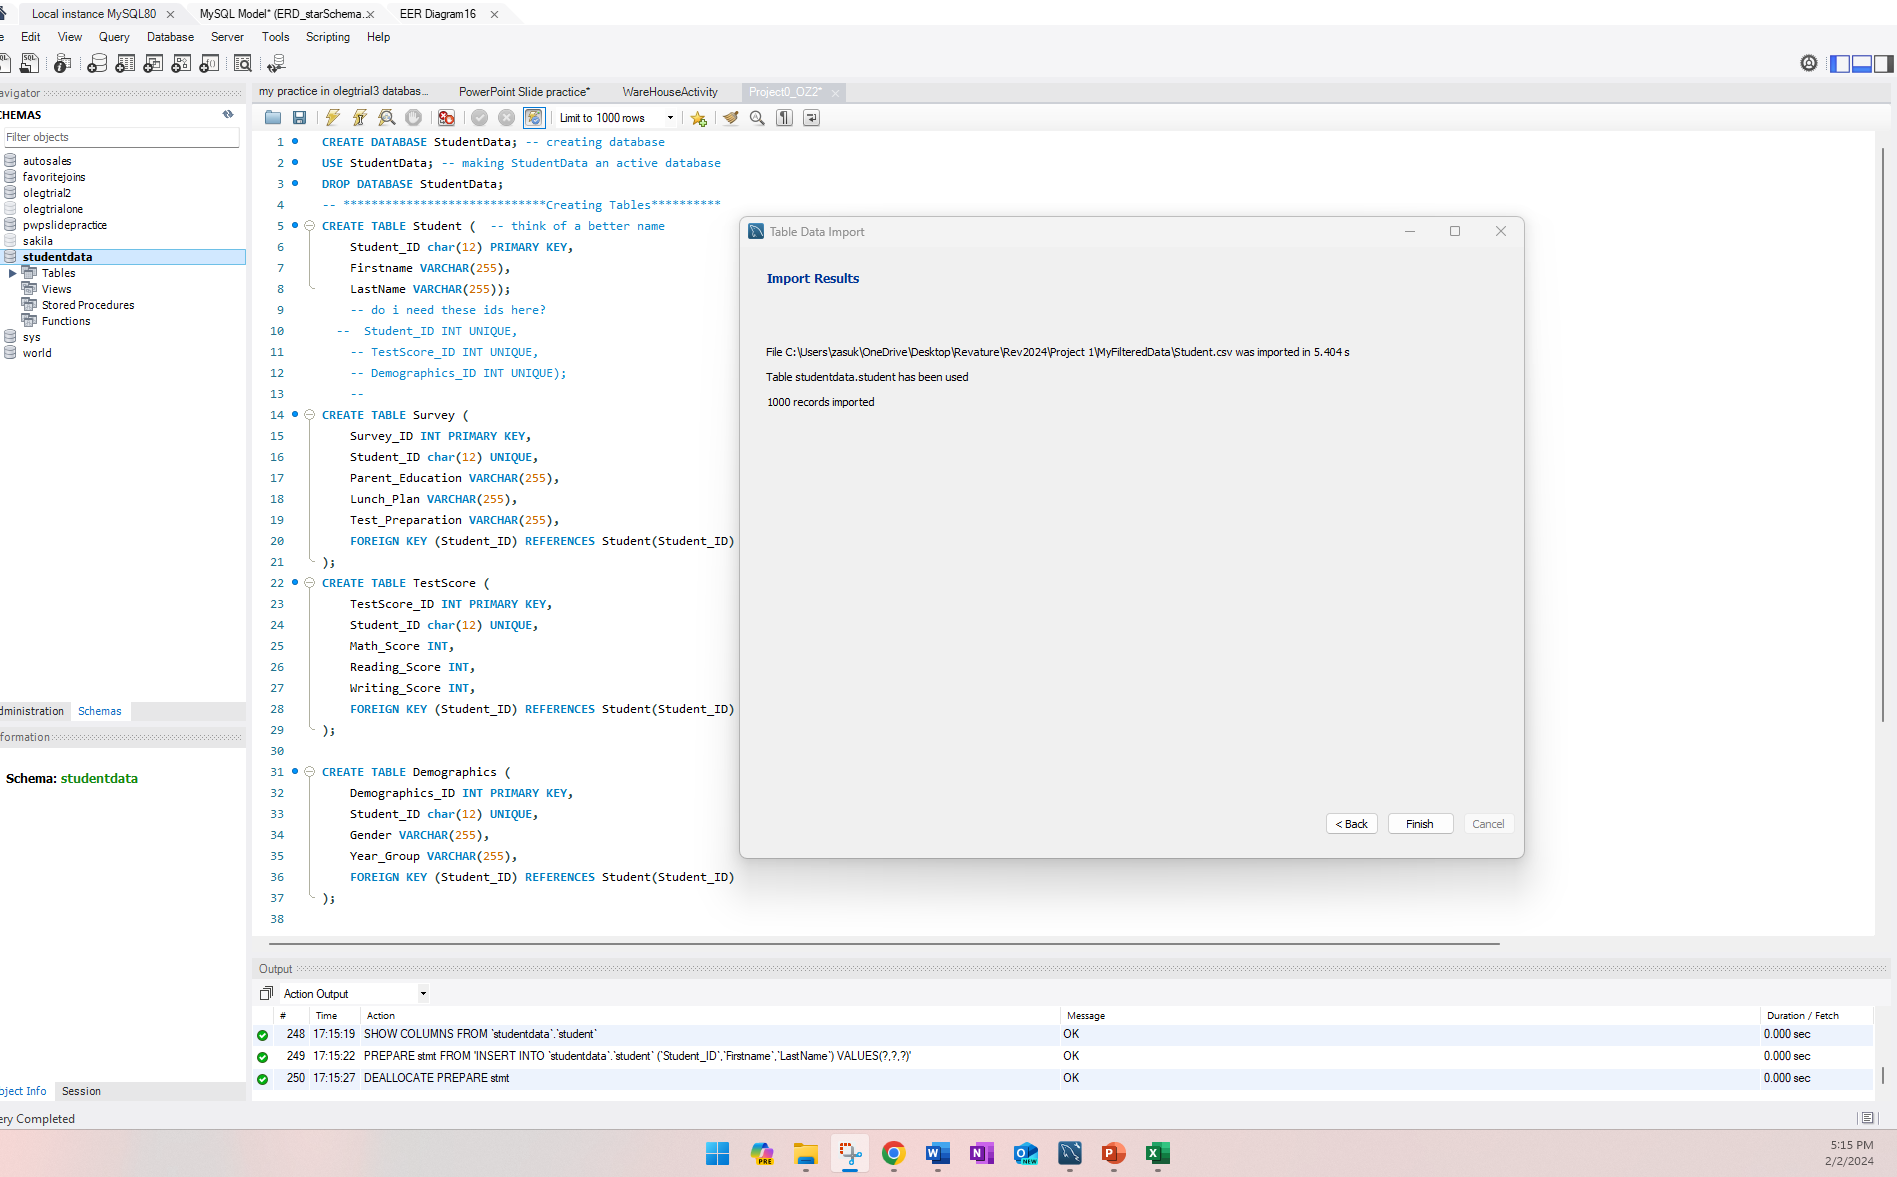 Local instance MySQL80
MySQL Model* (ERD_starSchema.
EER Diagram16
Edit View Query Database Server Tools Scripting Help
avigator
my practice in olegtrial3 databas...
PowerPoint Slide practice*
WareHouseActivity
Project0_OZ2*
CHEMAS
Filter objects
autosales
favoritejoins
olegtrial2
olegtrialone
pwpslidepractice
sakila
studentdata
Tables
Views
Stored Procedures
Functions
sys
world
dministration Schemas
formation
Schema: studentdata
oject Info Session
Limit to 1000 rows
1 CREATE DATABASE StudentData; -- creating database
2 USE StudentData; -- making StudentData an active database
3 DROP DATABASE StudentData;
4 -- *****************************Creating Tables**********
5 CREATE TABLE Student ( -- think of a better name
6 Student_ID char(12) PRIMARY KEY,
7 Firstname VARCHAR(255),
8 LastName VARCHAR(255));
9 -- do i need these ids here?
10 -- Student_ID INT UNIQUE,
11 -- TestScore_ID INT UNIQUE,
12 -- Demographics_ID INT UNIQUE);
13 --
14 CREATE TABLE Survey (
15 Survey_ID INT PRIMARY KEY,
16 Student_ID char(12) UNIQUE,
17 Parent_Education VARCHAR(255),
18 Lunch_Plan VARCHAR(255),
19 Test_Preparation VARCHAR(255),
20 FOREIGN KEY (Student_ID) REFERENCES Student(Student_ID)
21 );
22 CREATE TABLE TestScore (
23 TestScore_ID INT PRIMARY KEY,
24 Student_ID char(12) UNIQUE,
25 Math_Score INT,
26 Reading_Score INT,
27 Writing_Score INT,
28 FOREIGN KEY (Student_ID) REFERENCES Student(Student_ID)
29 );
30
31 CREATE TABLE Demographics (
32 Demographics_ID INT PRIMARY KEY,
33 Student_ID char(12) UNIQUE,
34 Gender VARCHAR(255),
35 Year_Group VARCHAR(255),
36 FOREIGN KEY (Student_ID) REFERENCES Student(Student_ID)
37 );
38
Table Data Import
Import Results
File C:\Users\zasuk\OneDrive\Desktop\Revature\Rev2024\Project 1\MyFilteredData\Student.csv was imported in 5.404 s
Table studentdata.student has been used
1000 records imported
< Back Finish Cancel
Output
Action Output
# Time Action Message Duration / Fetch
248 17:15:19 SHOW COLUMNS FROM `studentdata`.`student` OK 0.000 sec
249 17:15:22 PREPARE stmt FROM 'INSERT INTO `studentdata`.`student` (`Student_ID`,`Firstname`,`LastName`) VALUES(?,?,?)' OK 0.000 sec
250 17:15:27 DEALLOCATE PREPARE stmt OK 0.000 sec
ery Completed
5:15 PM
2/2/2024